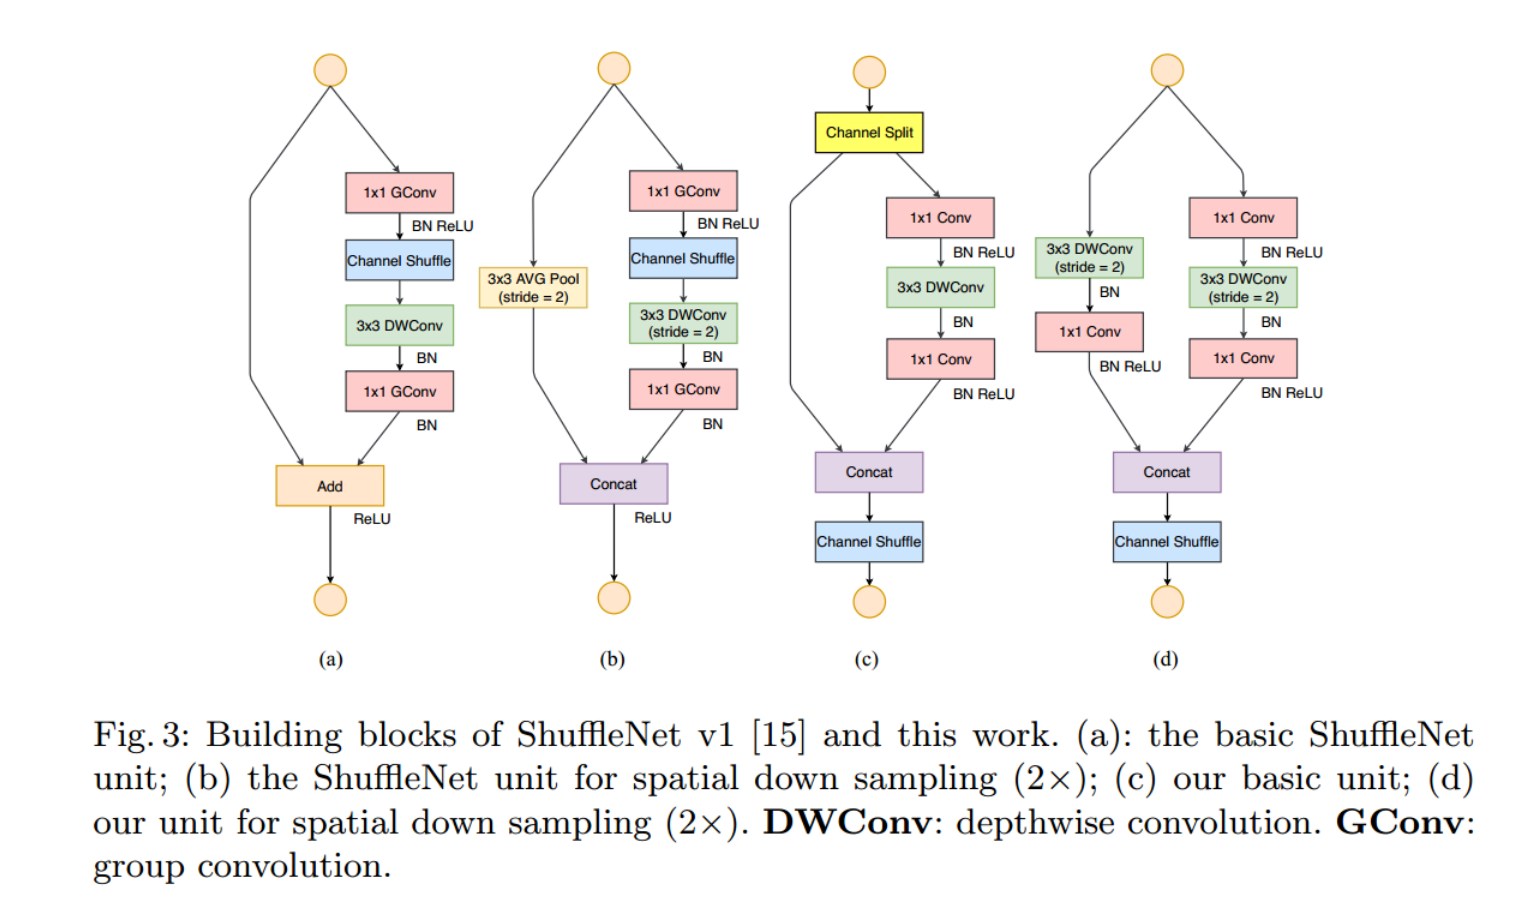 1x1 GConv
BN ReLU
Channel Shuffle
3x3 DWConv
BN
1x1 GConv
BN
Add
ReLU
(a)
3x3 AVG Pool
(stride = 2)
1x1 GConv
BN ReLU
Channel Shuffle
3x3 DWConv
(stride = 2)
BN
1x1 GConv
BN
Concat
ReLU
(b)
Channel Split
1x1 Conv
BN ReLU
3x3 DWConv
BN
1x1 Conv
BN ReLU
Concat
Channel Shuffle
(c)
3x3 DWConv
(stride = 2)
BN
1x1 Conv
BN ReLU
1x1 Conv
BN ReLU
3x3 DWConv
(stride = 2)
BN
1x1 Conv
BN ReLU
Concat
Channel Shuffle
(d)
Fig. 3: Building blocks of ShuffleNet v1 [15] and this work. (a): the basic ShuffleNet
unit; (b) the ShuffleNet unit for spatial down sampling (2×); (c) our basic unit; (d)
our unit for spatial down sampling (2×). DWConv: depthwise convolution. GConv:
group convolution.